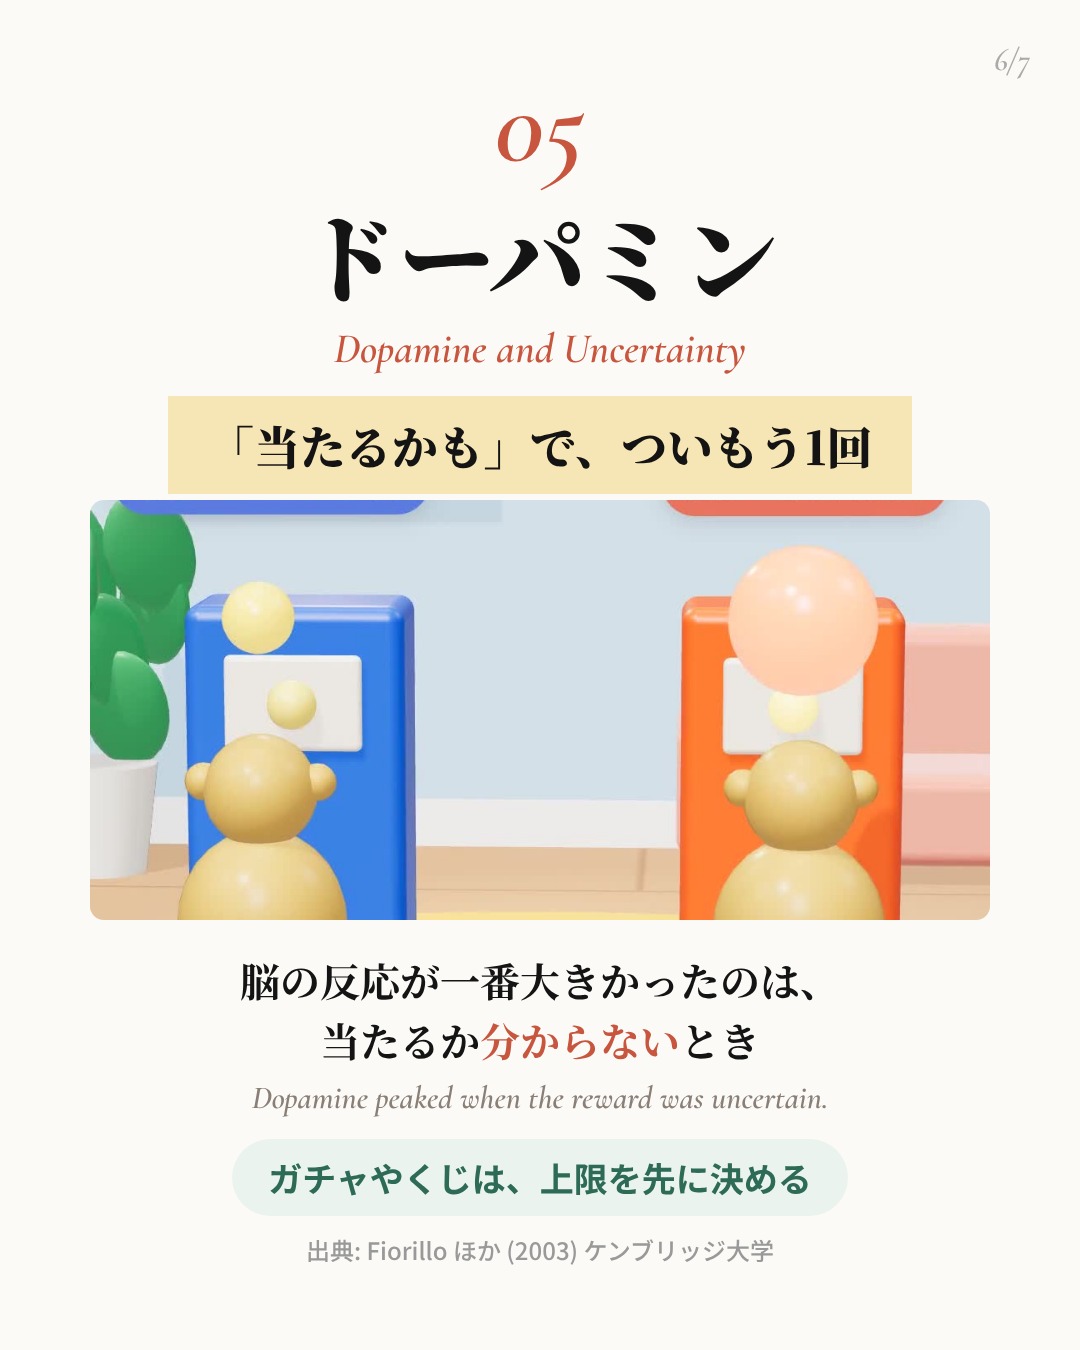 6/7
05
ドーパミン
Dopamine and Uncertainty
「当たるかも」で、ついもう1回
脳の反応が一番大きかったのは、
当たるか分からないとき
Dopamine peaked when the reward was uncertain.
ガチャやくじは、上限を先に決める
出典: Fiorillo ほか (2003) ケンブリッジ大学